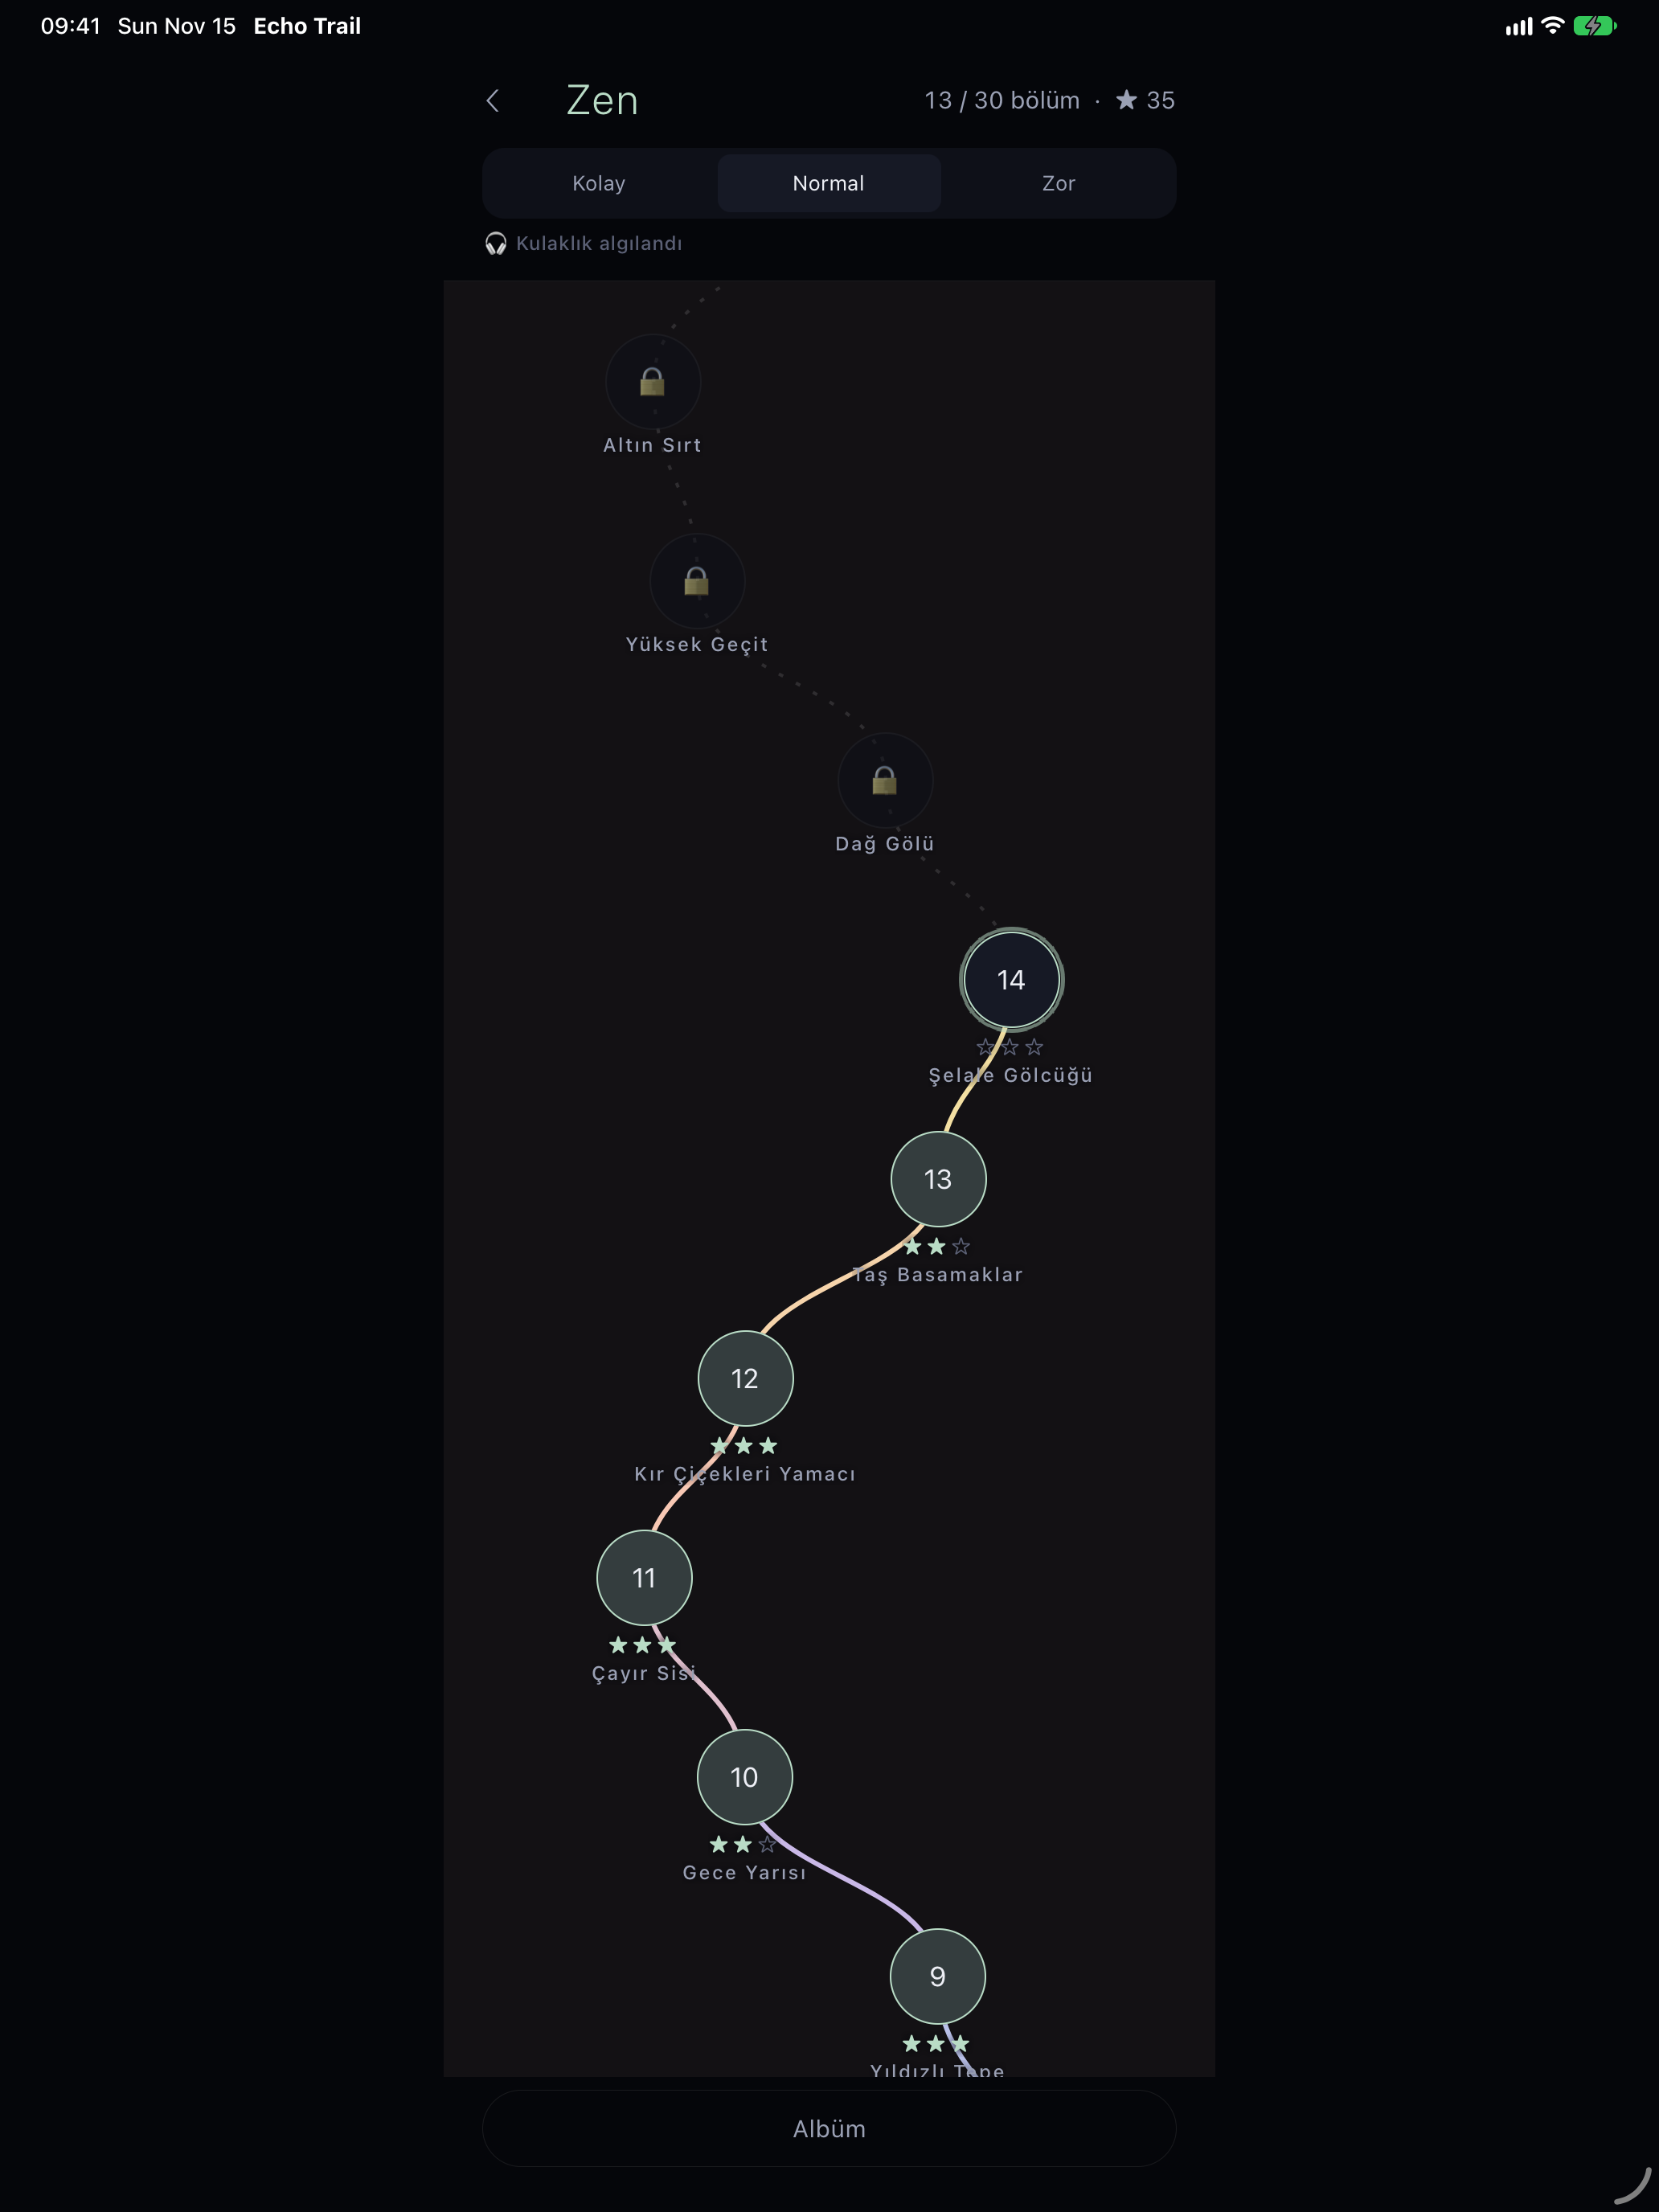 09:41 Sun Nov 15 Echo Trail
Zen
13 / 30 bölüm · ★ 35
Kolay Normal Zor
Kulaklık algılandı
Altın Sırt
Yüksek Geçit
Dağ Gölü
14
Şelale Gölcüğü
13
Taş Basamaklar
12
Kır Çiçekleri Yamacı
11
Çayır Sisi
10
Gece Yarısı
9
Yıldızlı Tepe
Albüm